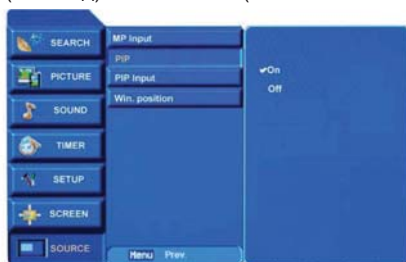 SEARCH
PICTURE
SOUND
TIMER
SETUP
SCREEN
SOURCE
MP Input
PIP
PIP Input
Win. position
✔On
Off
Menu Prev.